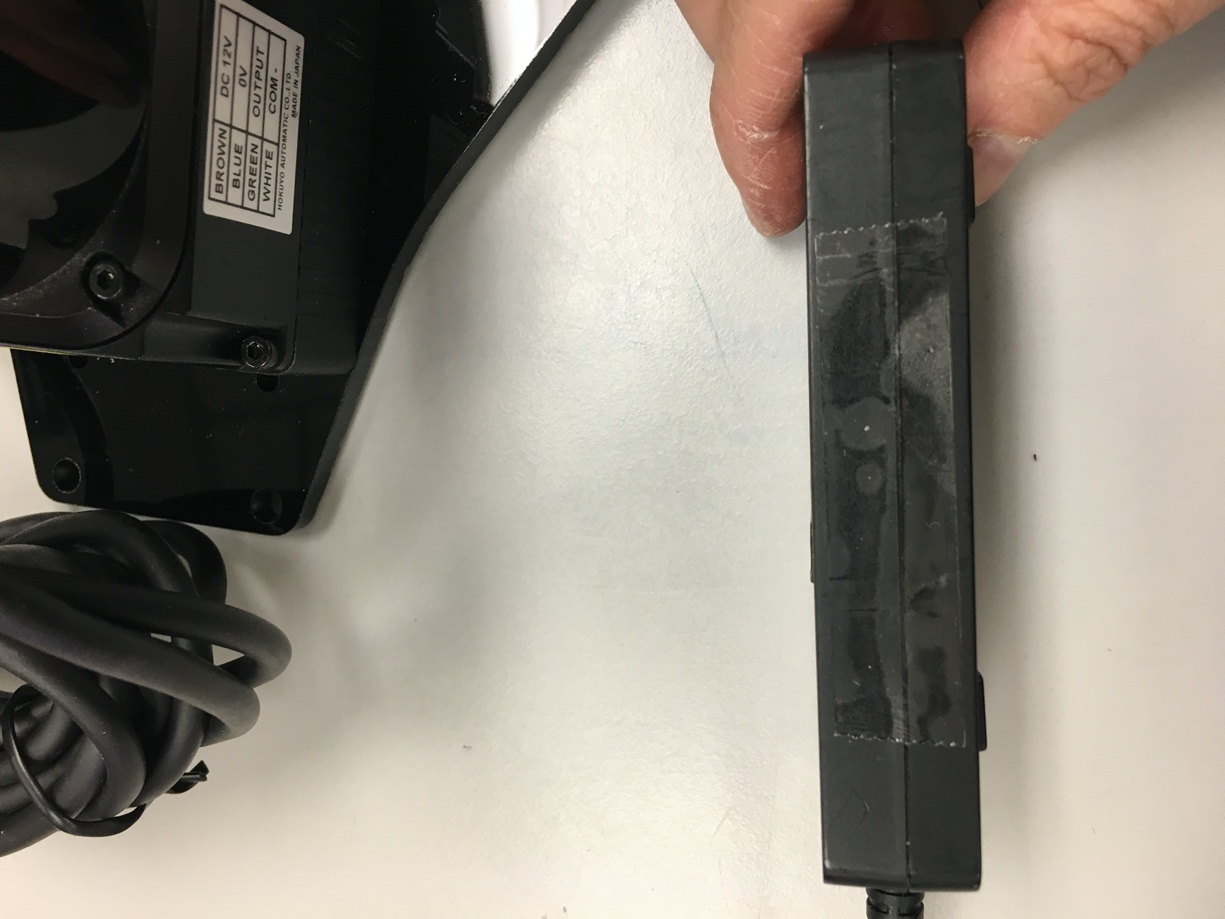 BROWN DC 12V
BLUE 0V
GREEN OUTPUT
WHITE COM -
HOKUYO AUTOMATIC CO.,LTD.
MADE IN JAPAN